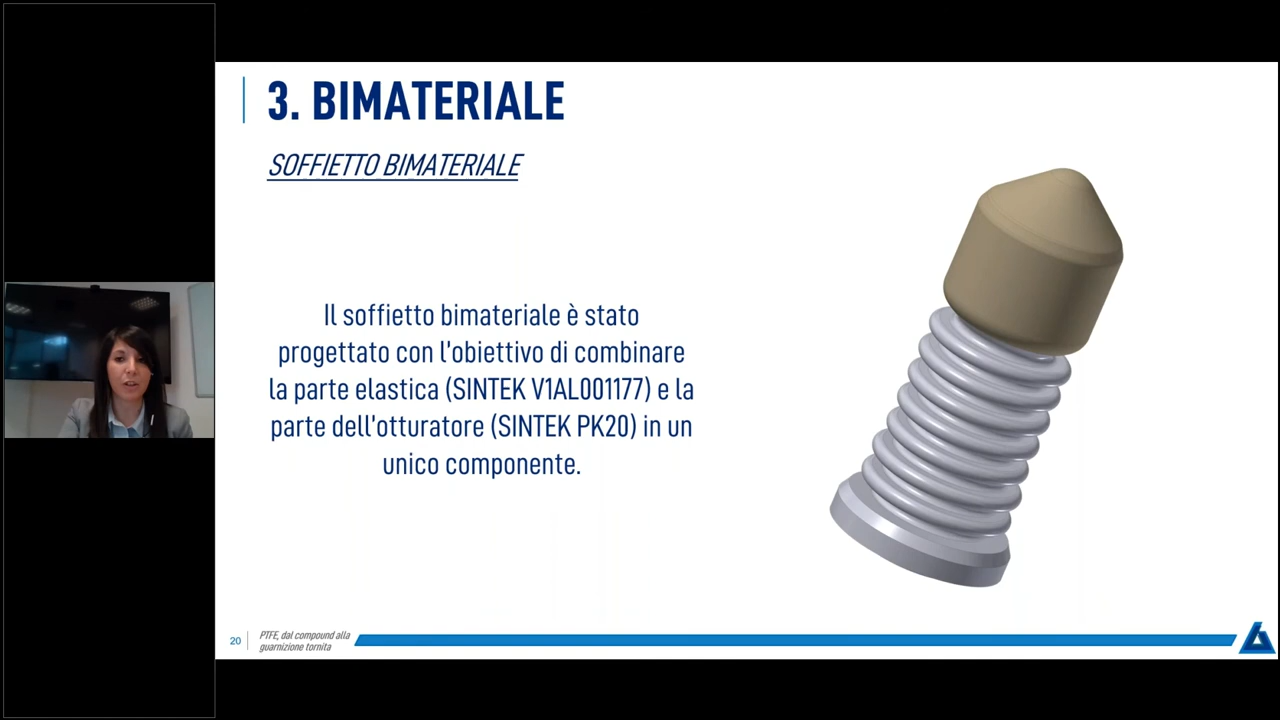 3. BIMATERIALE
SOFFIETTO BIMATERIALE
Il soffietto bimateriale è stato
progettato con l'obiettivo di combinare
la parte elastica (SINTEK V1AL001177) e la
parte dell'otturatore (SINTEK PK20) in un
unico componente.
20
PTFE, dal compound alla
guarnizione tornita